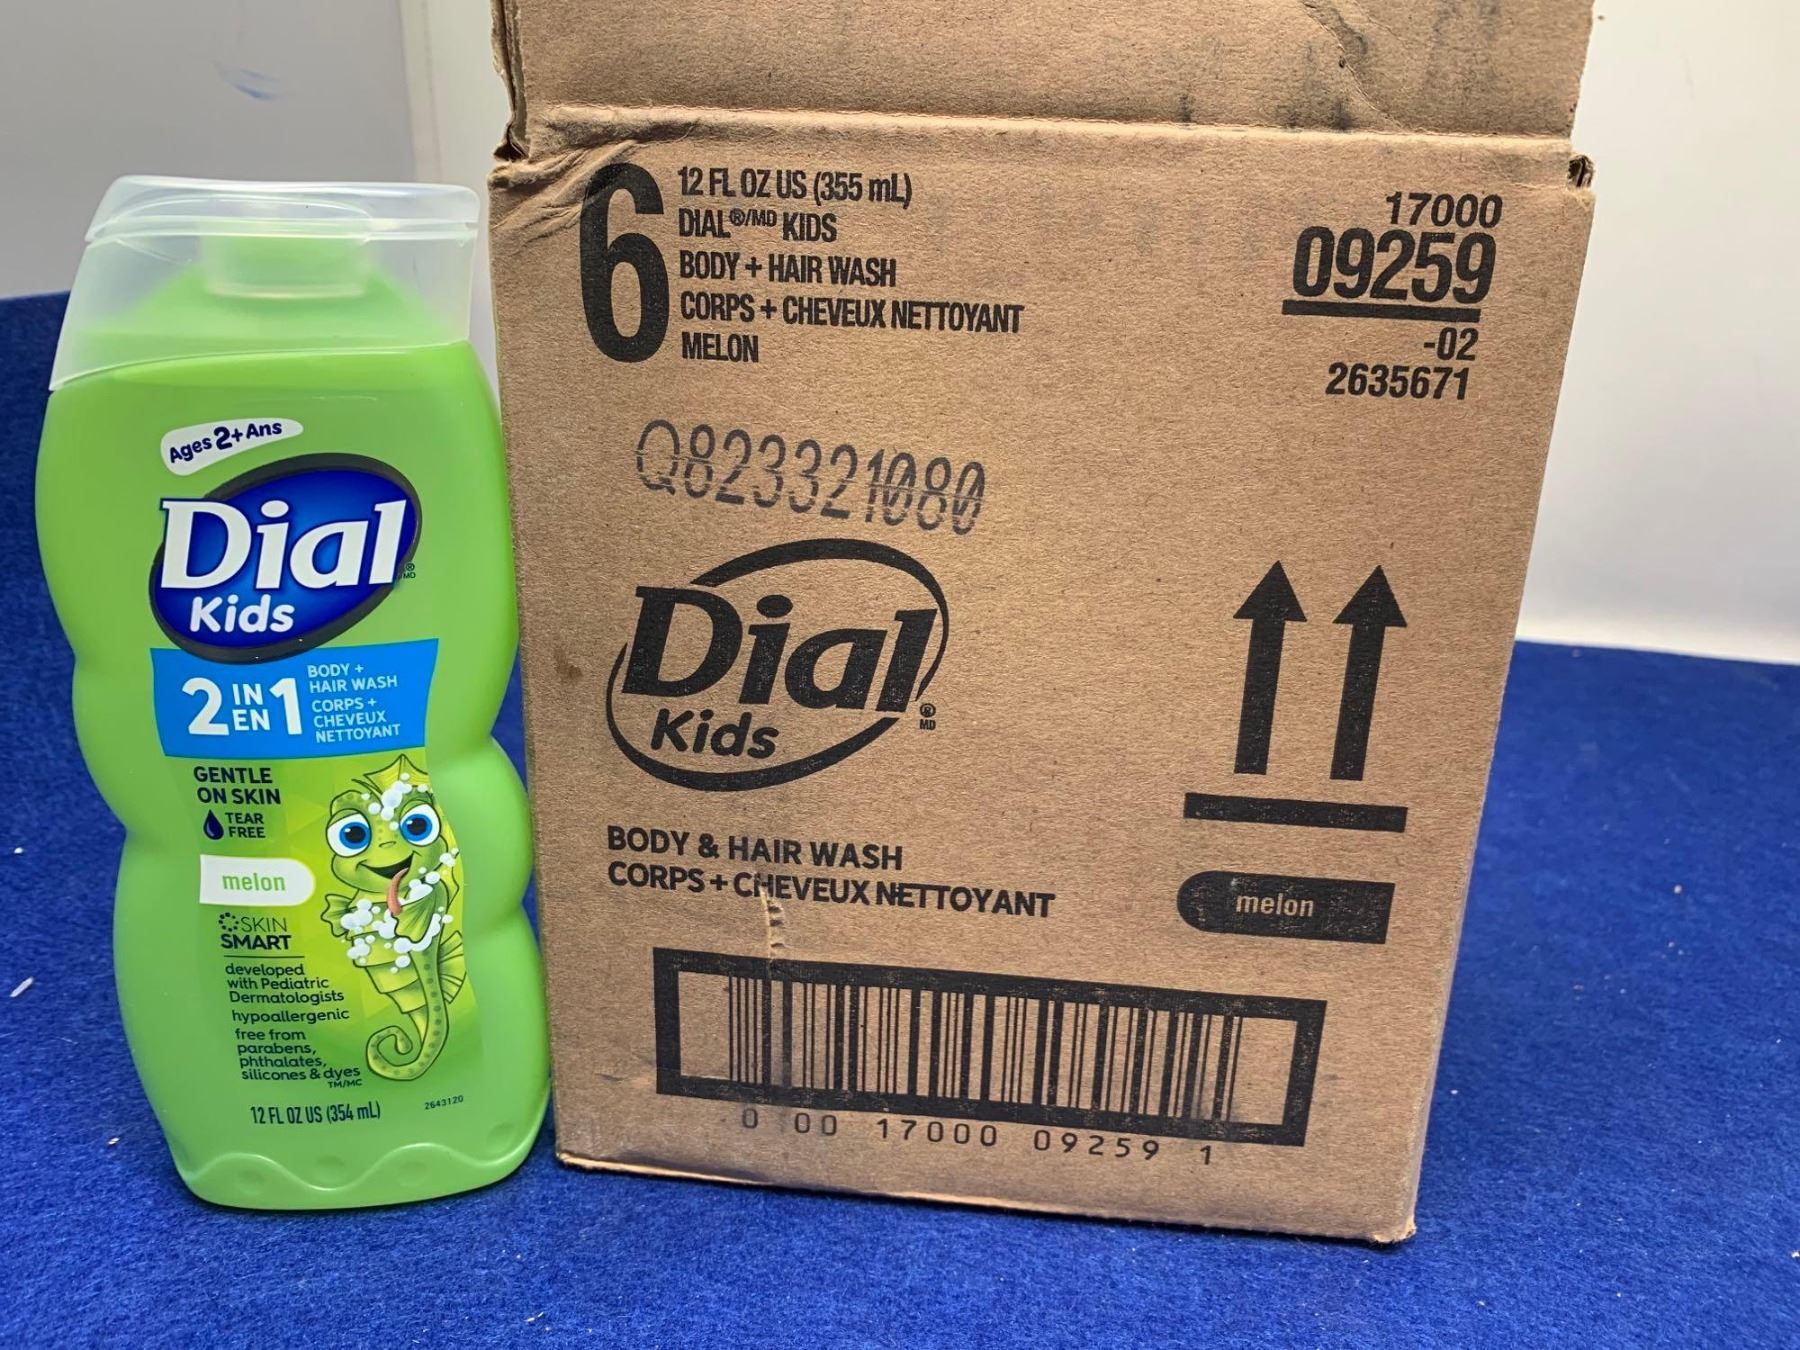 Ages 2+ Ans
Dial
® MD
Kids
2 IN EN 1
BODY +
HAIR WASH
CORPS +
CHEVEUX
NETTOYANT
GENTLE
ON SKIN
TEAR
FREE
melon
SKIN
SMART
developed
with Pediatric
Dermatologists
hypoallergenic
free from
parabens,
phthalates,
silicones & dyes
TM/MC
12 FL OZ US (354 mL)
2643120
6
12 FL OZ US (355 mL)
DIAL®/MD KIDS
BODY + HAIR WASH
CORPS + CHEVEUX NETTOYANT
MELON
17000
09259
-02
2635671
Q823321080
Dial
® MD
Kids
BODY & HAIR WASH
CORPS + CHEVEUX NETTOYANT
melon
0 00 17000 09259 1